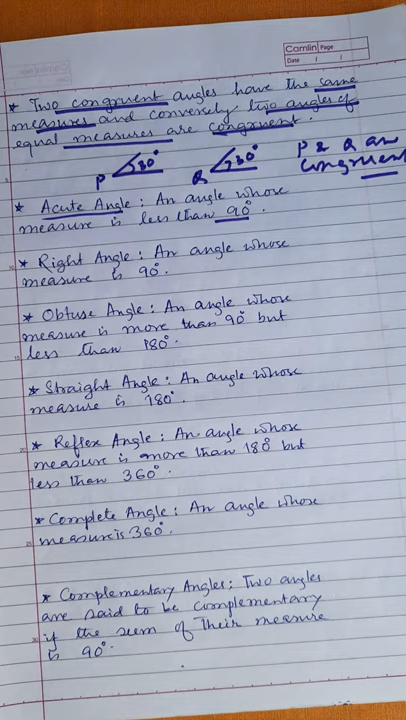 Camlin Page
Date / /
* Two congruent angles have the same
measures and conversely two angles of
equal measures are congruent.
P 30° Q 30° P & Q are
congruent
* Acute Angle : An angle whose
measure is less than 90°.
* Right Angle : An angle whose
measure is 90°.
* Obtuse Angle : An angle whose
measure is more than 90° but
less than 180°.
* Straight Angle : An angle whose
measure is 180°.
* Reflex Angle : An angle whose
measure is more than 180° but
less than 360°.
* Complete Angle : An angle whose
measure is 360°.
* Complementary Angles : Two angles
are said to be complementary
if the sum of their measure
is 90°.